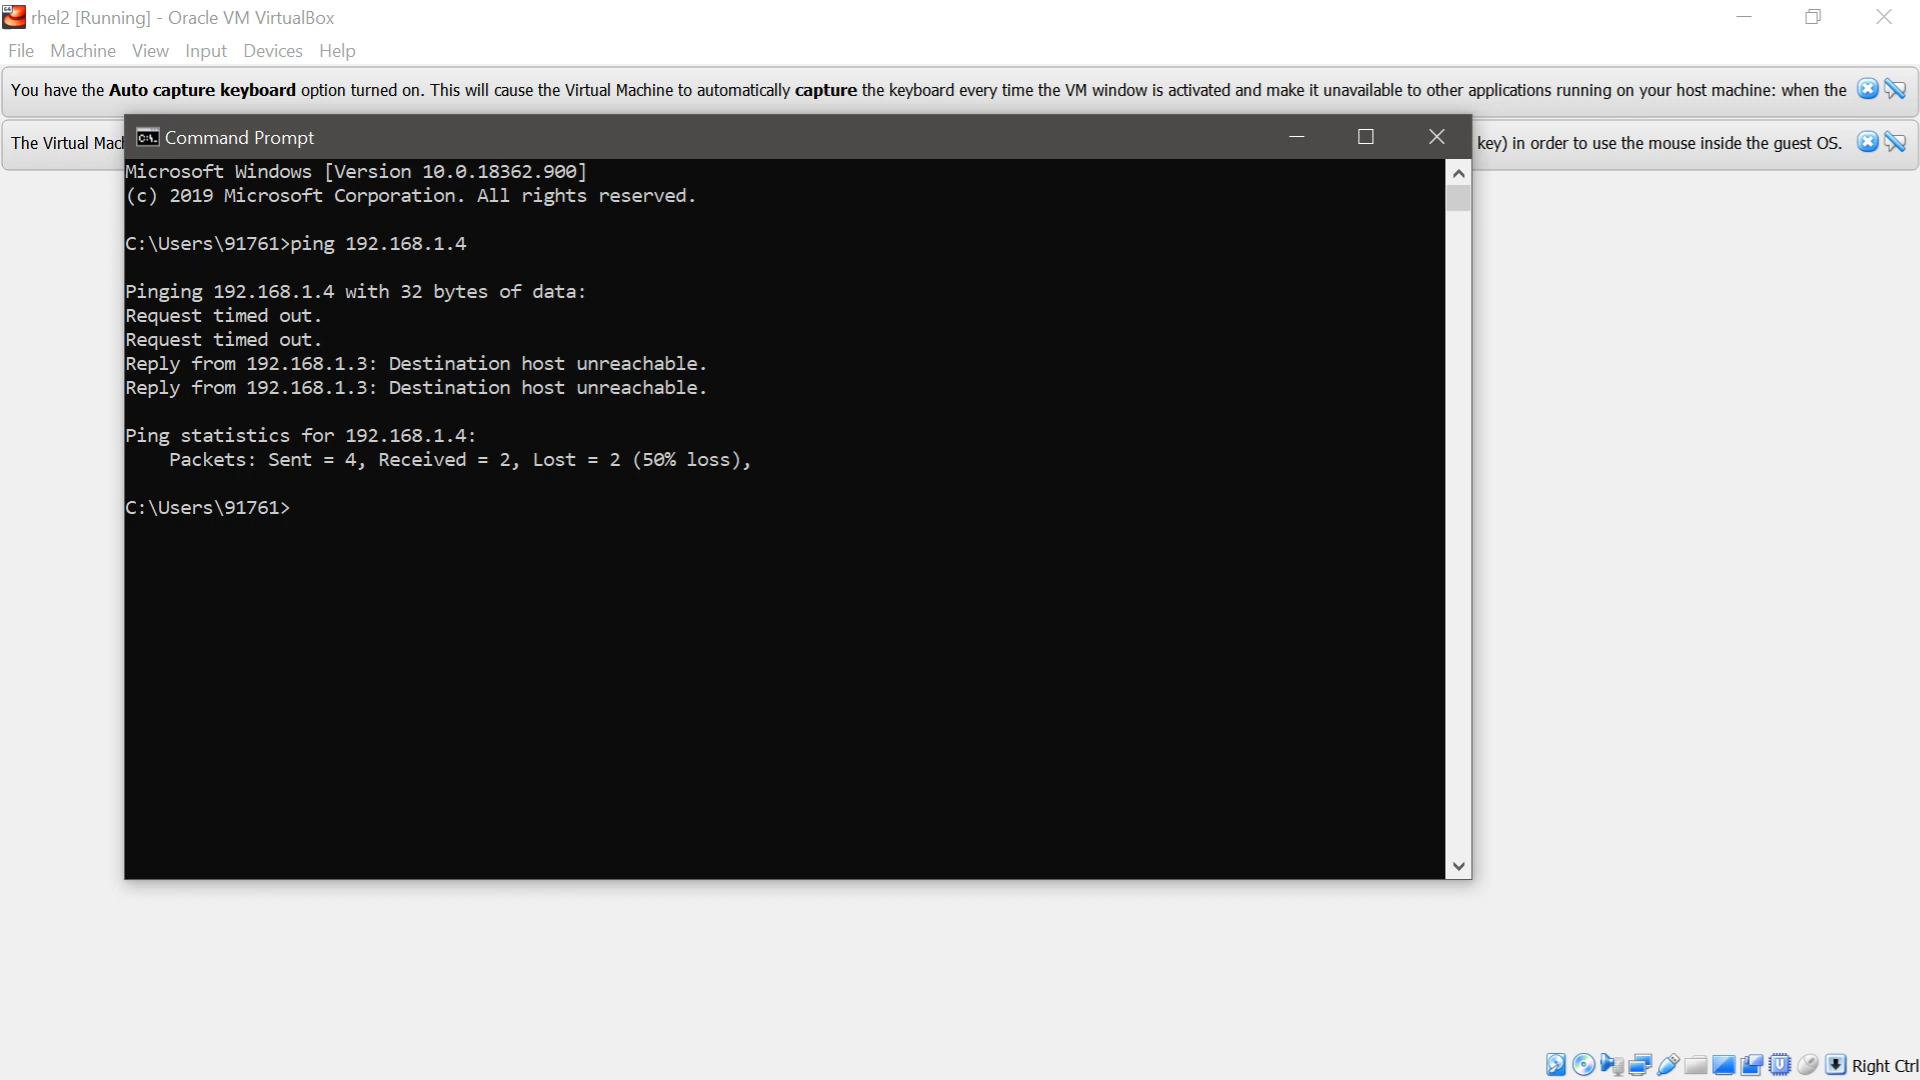 rhel2 [Running] - Oracle VM VirtualBox
File Machine View Input Devices Help
You have the Auto capture keyboard option turned on. This will cause the Virtual Machine to automatically capture the keyboard every time the VM window is activated and make it unavailable to other applications running on your host machine: when the
The Virtual Mach
key) in order to use the mouse inside the guest OS.
Command Prompt
Microsoft Windows [Version 10.0.18362.900]
(c) 2019 Microsoft Corporation. All rights reserved.
C:\Users\91761>ping 192.168.1.4
Pinging 192.168.1.4 with 32 bytes of data:
Request timed out.
Request timed out.
Reply from 192.168.1.3: Destination host unreachable.
Reply from 192.168.1.3: Destination host unreachable.
Ping statistics for 192.168.1.4:
Packets: Sent = 4, Received = 2, Lost = 2 (50% loss),
C:\Users\91761>
Right Ctrl